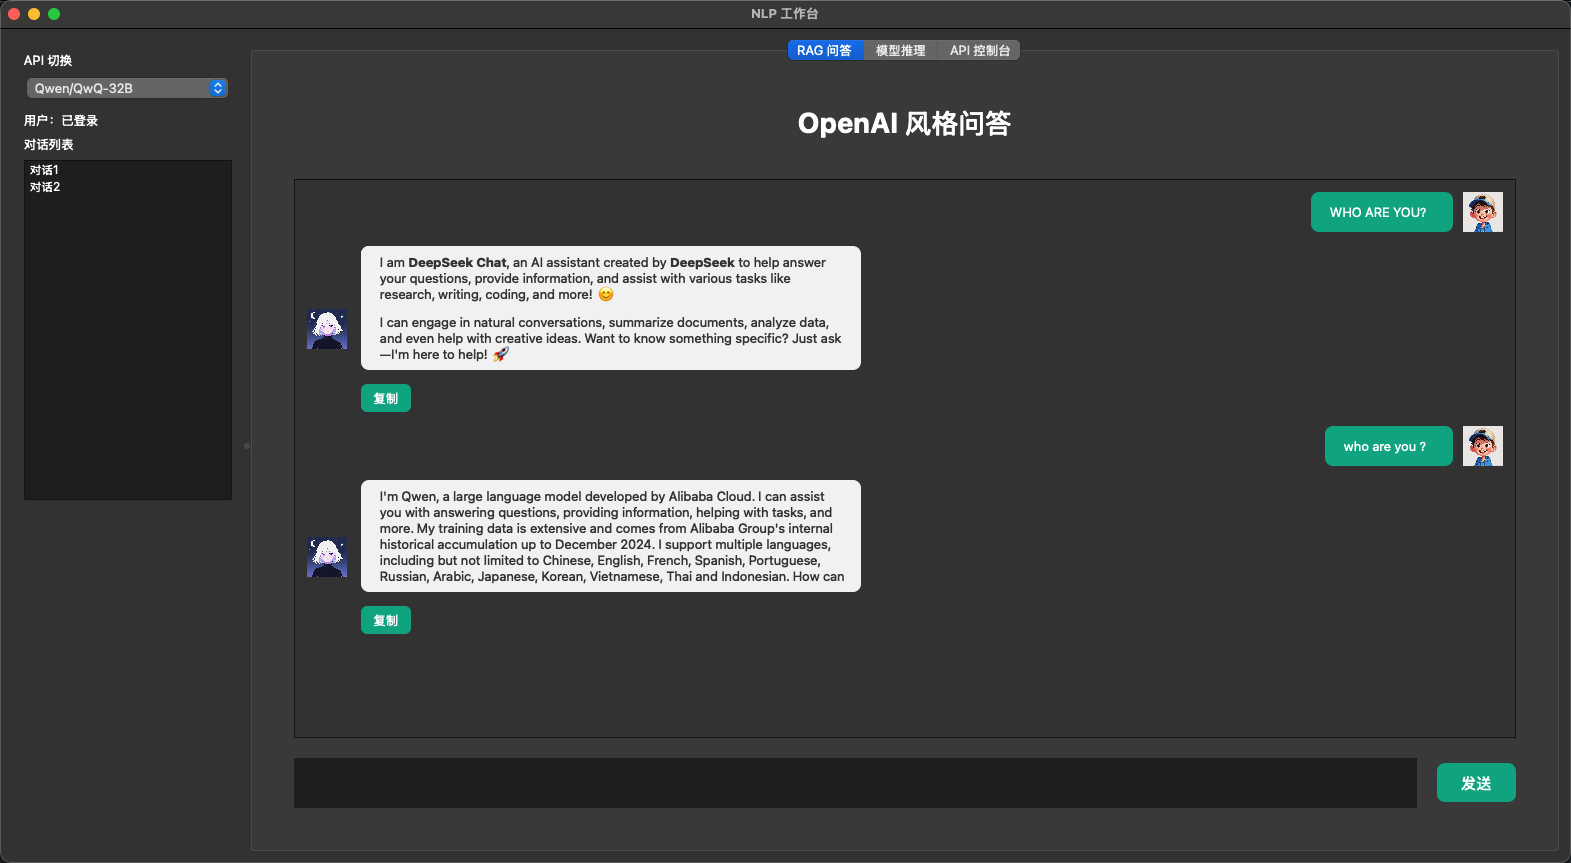 NLP 工作台
API 切换
Qwen/QwQ-32B
用户：已登录
对话列表
对话1
对话2
RAG 问答
模型推理
API 控制台
OpenAI 风格问答
WHO ARE YOU?
I am DeepSeek Chat, an AI assistant created by DeepSeek to help answer
your questions, provide information, and assist with various tasks like
research, writing, coding, and more! 😊
I can engage in natural conversations, summarize documents, analyze data,
and even help with creative ideas. Want to know something specific? Just ask
—I'm here to help! 🚀
复制
who are you ?
I'm Qwen, a large language model developed by Alibaba Cloud. I can assist
you with answering questions, providing information, helping with tasks, and
more. My training data is extensive and comes from Alibaba Group's internal
historical accumulation up to December 2024. I support multiple languages,
including but not limited to Chinese, English, French, Spanish, Portuguese,
Russian, Arabic, Japanese, Korean, Vietnamese, Thai and Indonesian. How can
复制
发送